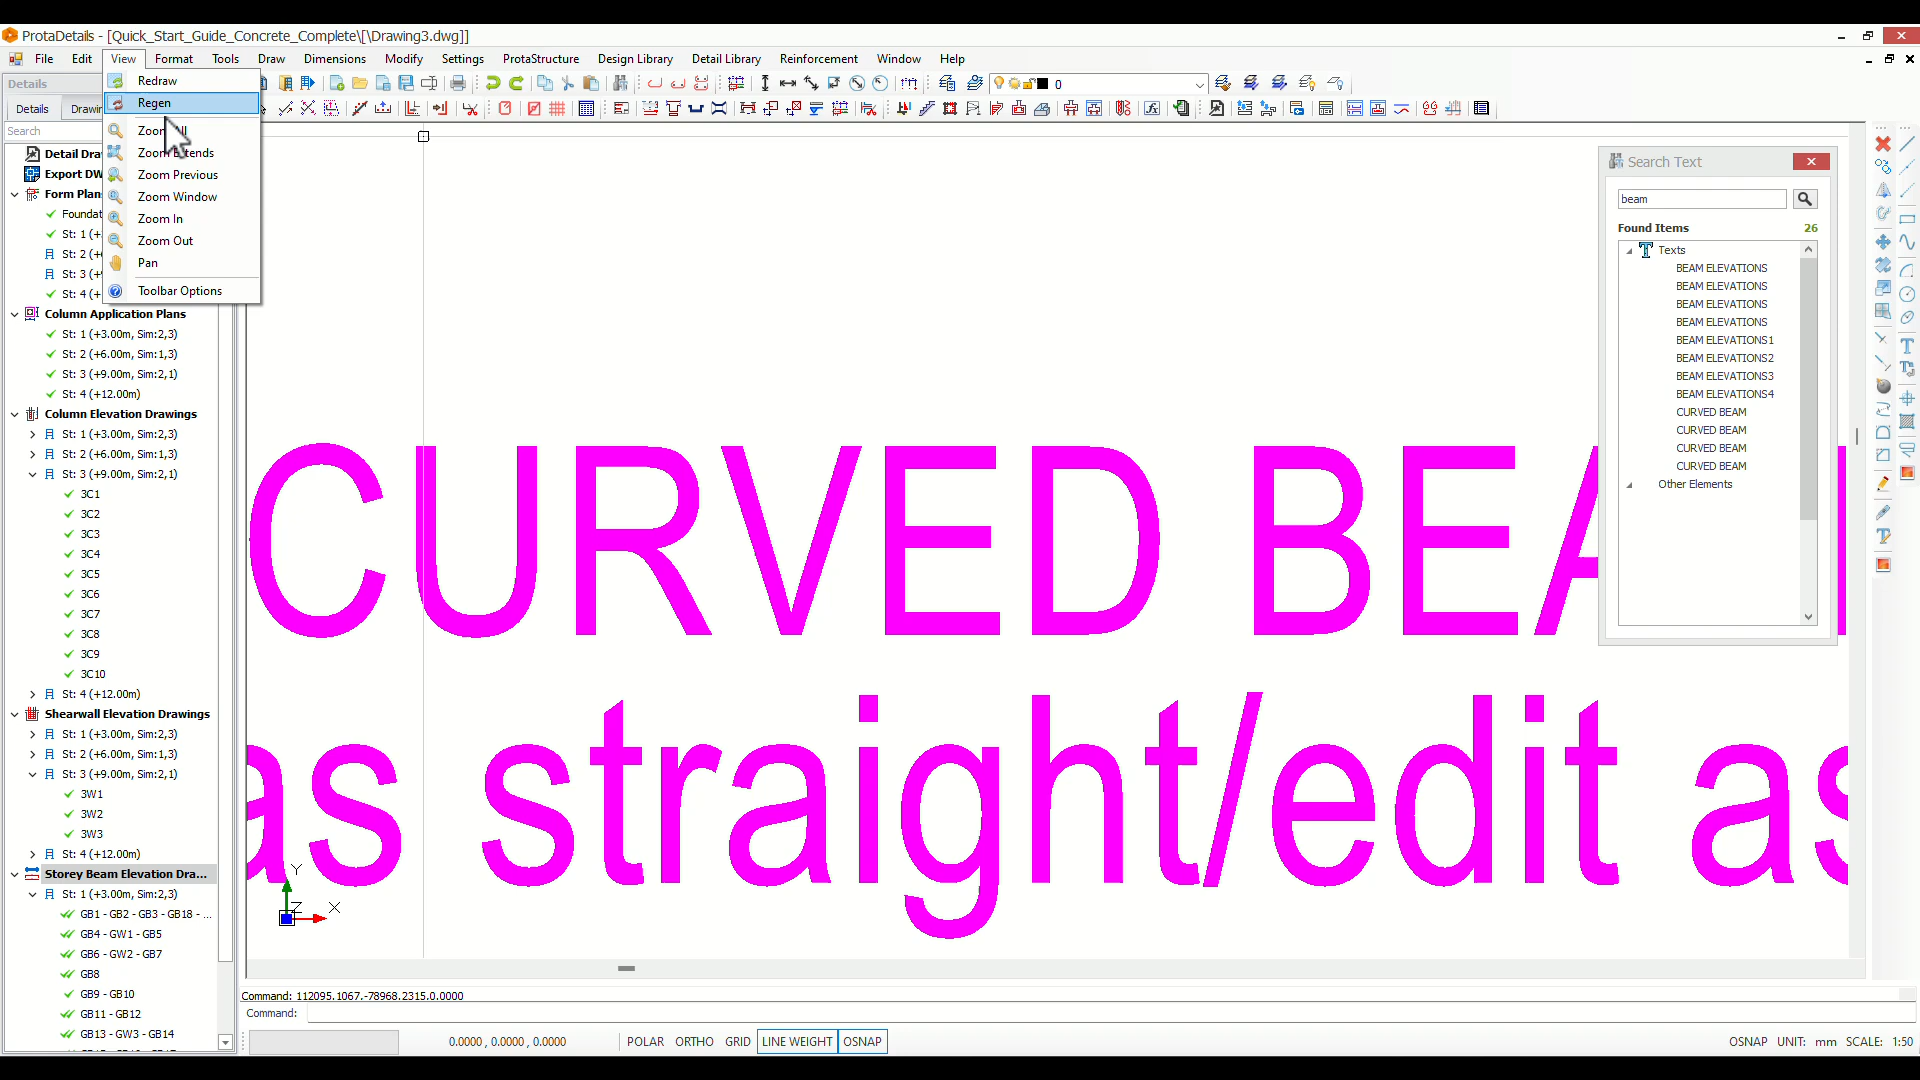 ProtaDetails - [Quick_Start_Guide_Concrete_Complete\[\Drawing3.dwg]]
File Edit View Format Tools Draw Dimensions Modify Settings ProtaStructure Design Library Detail Library Reinforcement Window Help
Details
Redraw
Regen
Zoom All
Zoom Extends
Zoom Previous
Zoom Window
Zoom In
Zoom Out
Pan
Toolbar Options
0
Details
Search
Detail Dra
Export DW
Form Plan
Foundat
St: 1 (+
St: 2 (+
St: 3 (+
St: 4 (+
Column Application Plans
St: 1 (+3.00m, Sim:2,3)
St: 2 (+6.00m, Sim:1,3)
St: 3 (+9.00m, Sim:2,1)
St: 4 (+12.00m)
Column Elevation Drawings
St: 1 (+3.00m, Sim:2,3)
St: 2 (+6.00m, Sim:1,3)
St: 3 (+9.00m, Sim:2,1)
3C1
3C2
3C3
3C4
3C5
3C6
3C7
3C8
3C9
3C10
St: 4 (+12.00m)
Shearwall Elevation Drawings
St: 1 (+3.00m, Sim:2,3)
St: 2 (+6.00m, Sim:1,3)
St: 3 (+9.00m, Sim:2,1)
3W1
3W2
3W3
St: 4 (+12.00m)
Storey Beam Elevation Dra...
St: 1 (+3.00m, Sim:2,3)
GB1 - GB2 - GB3 - GB18 - ...
GB4 - GW1 - GB5
GB6 - GW2 - GB7
GB8
GB9 - GB10
GB11 - GB12
GB13 - GW3 - GB14
CURVED BEA
as straight/edit as
Y
Z
X
Search Text
beam
Found Items 26
Texts
BEAM ELEVATIONS
BEAM ELEVATIONS
BEAM ELEVATIONS
BEAM ELEVATIONS
BEAM ELEVATIONS1
BEAM ELEVATIONS2
BEAM ELEVATIONS3
BEAM ELEVATIONS4
CURVED BEAM
CURVED BEAM
CURVED BEAM
CURVED BEAM
Other Elements
Command: 112095.1067,-78968.2315,0.0000
Command:
0.0000 , 0.0000 , 0.0000 POLAR ORTHO GRID LINE WEIGHT OSNAP OSNAP UNIT: mm SCALE: 1:50